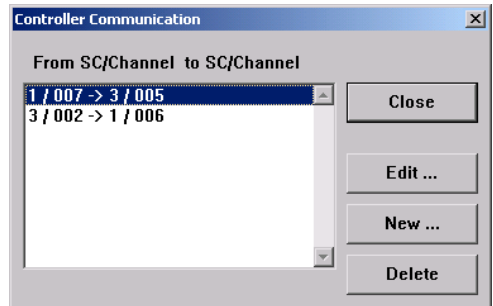 Controller Communication
From SC/Channel to SC/Channel
1 / 007 -> 3 / 005
3 / 002 -> 1 / 006
Close
Edit ...
New ...
Delete